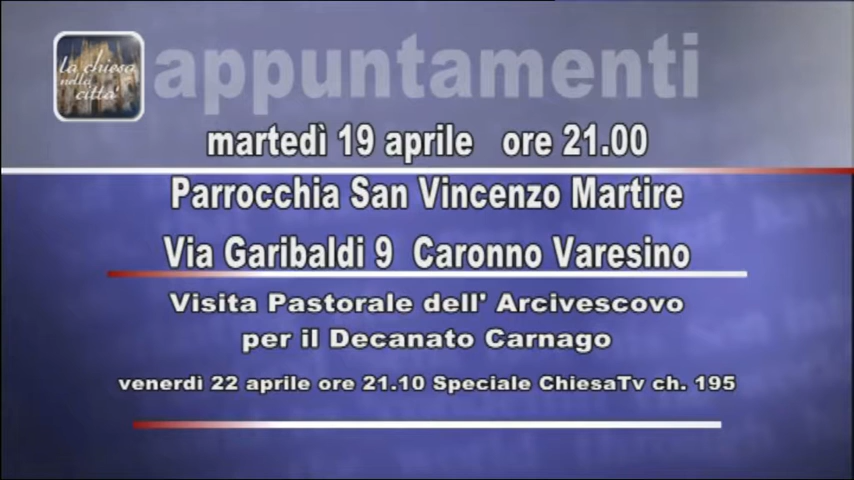 la chiesa
nella
città
appuntamenti
martedì 19 aprile ore 21.00
Parrocchia San Vincenzo Martire
Via Garibaldi 9 Caronno Varesino
Visita Pastorale dell' Arcivescovo
per il Decanato Carnago
venerdì 22 aprile ore 21.10 Speciale ChiesaTv ch. 195